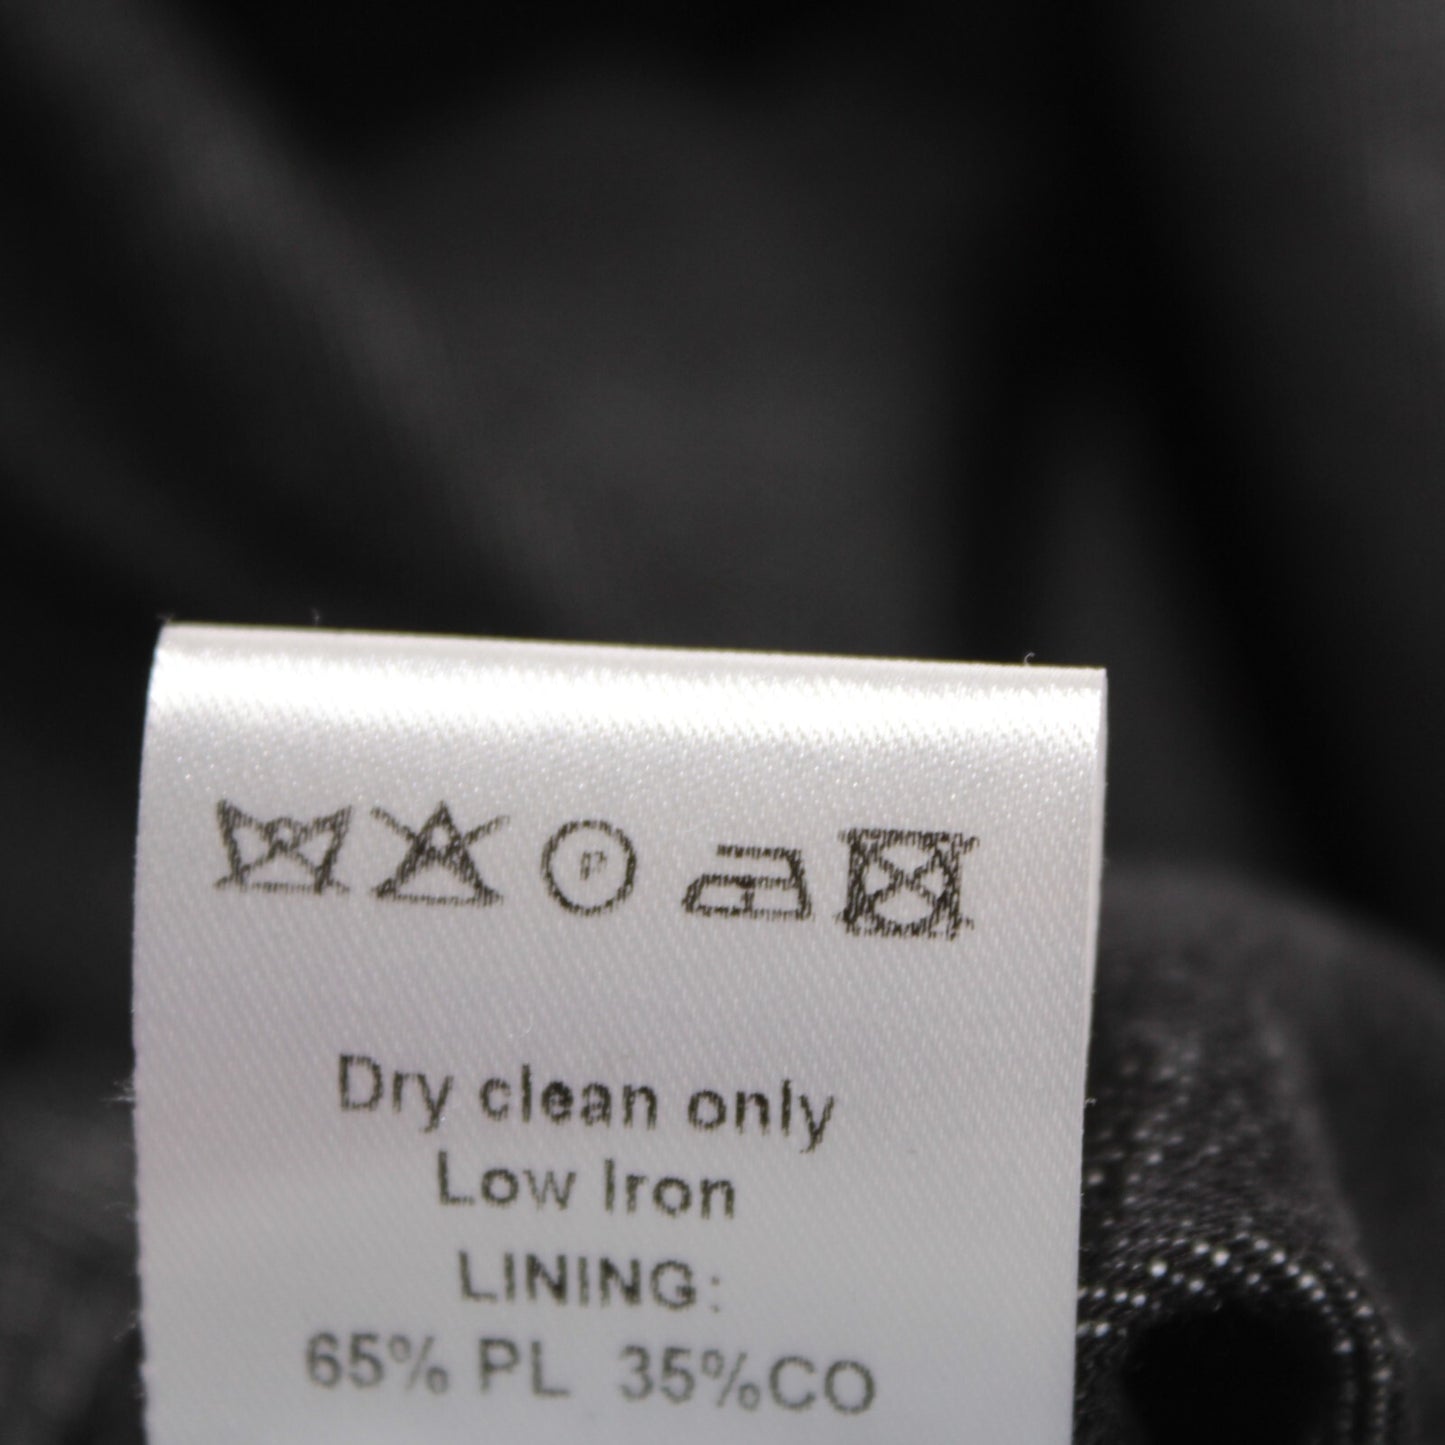 Dry clean only
Low Iron
LINING:
65% PL 35%CO